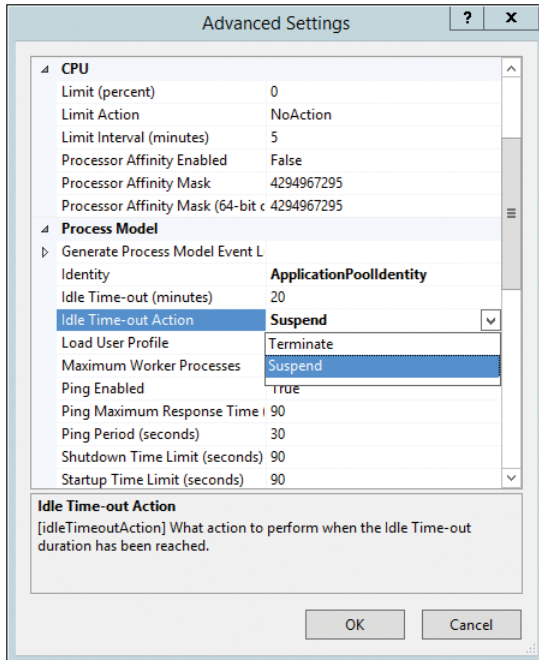 Advanced Settings
? x
CPU
Limit (percent) 0
Limit Action NoAction
Limit Interval (minutes) 5
Processor Affinity Enabled False
Processor Affinity Mask 4294967295
Processor Affinity Mask (64-bit c 4294967295
Process Model
Generate Process Model Event L
Identity ApplicationPoolIdentity
Idle Time-out (minutes) 20
Idle Time-out Action Suspend
Load User Profile Terminate
Maximum Worker Processes Suspend
Ping Enabled True
Ping Maximum Response Time ( 90
Ping Period (seconds) 30
Shutdown Time Limit (seconds) 90
Startup Time Limit (seconds) 90
Idle Time-out Action
[idleTimeoutAction] What action to perform when the Idle Time-out
duration has been reached.
OK Cancel